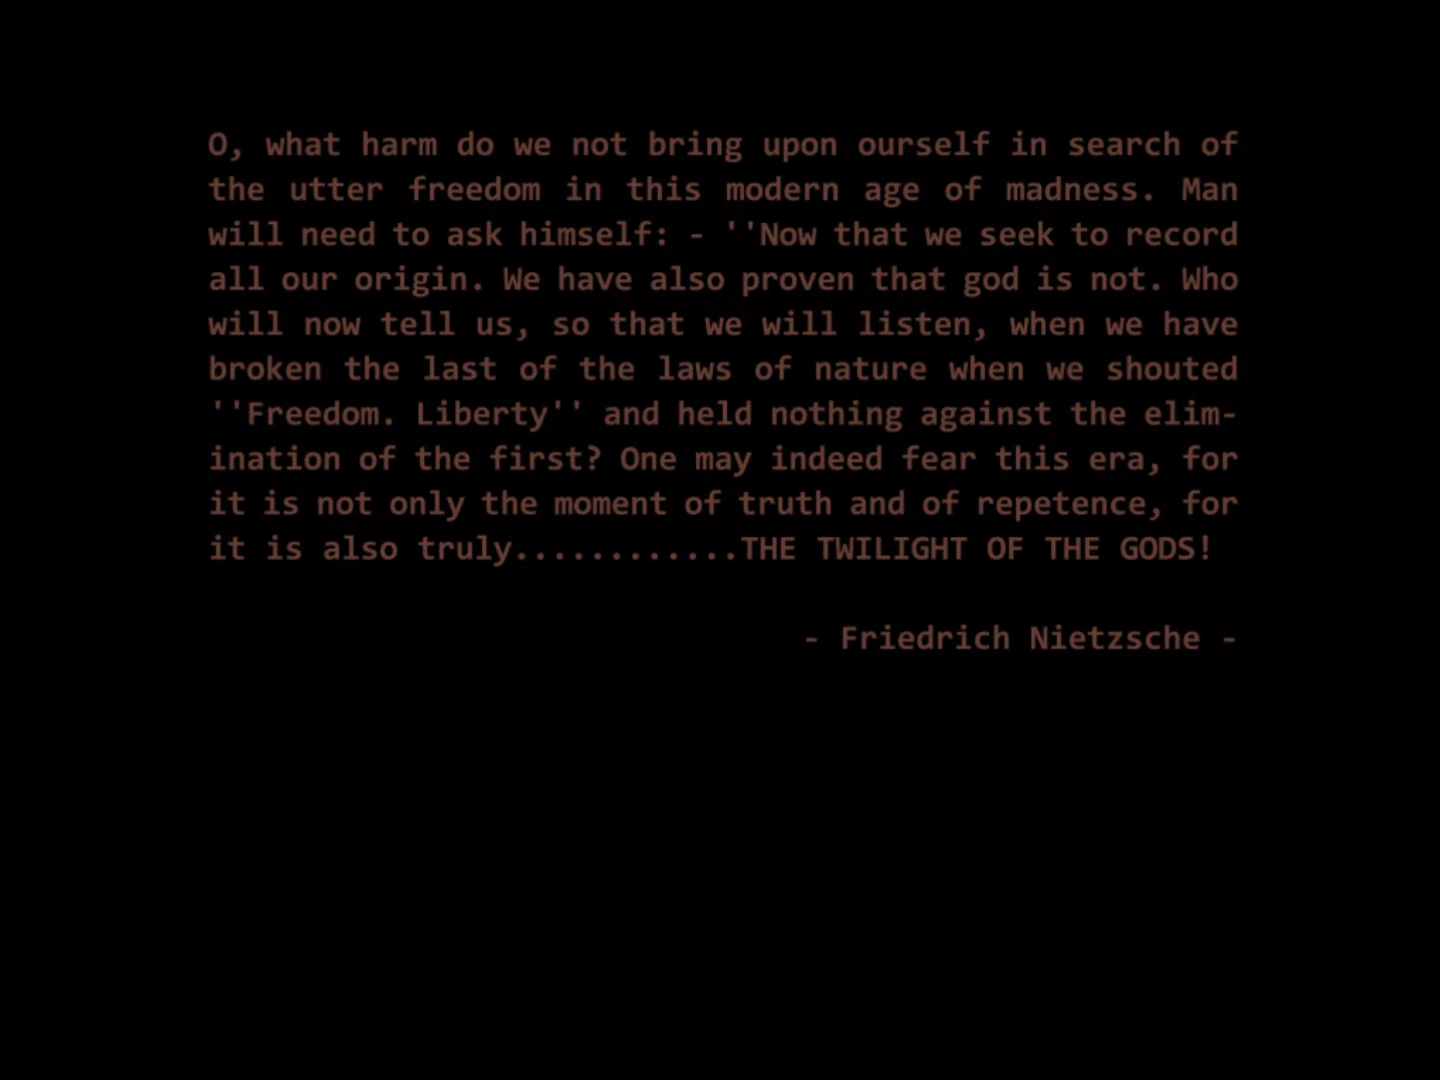 O, what harm do we not bring upon ourself in search of
the utter freedom in this modern age of madness. Man
will need to ask himself: - ''Now that we seek to record
all our origin. We have also proven that god is not. Who
will now tell us, so that we will listen, when we have
broken the last of the laws of nature when we shouted
''Freedom. Liberty'' and held nothing against the elim-
ination of the first? One may indeed fear this era, for
it is not only the moment of truth and of repetence, for
it is also truly............THE TWILIGHT OF THE GODS!
- Friedrich Nietzsche -